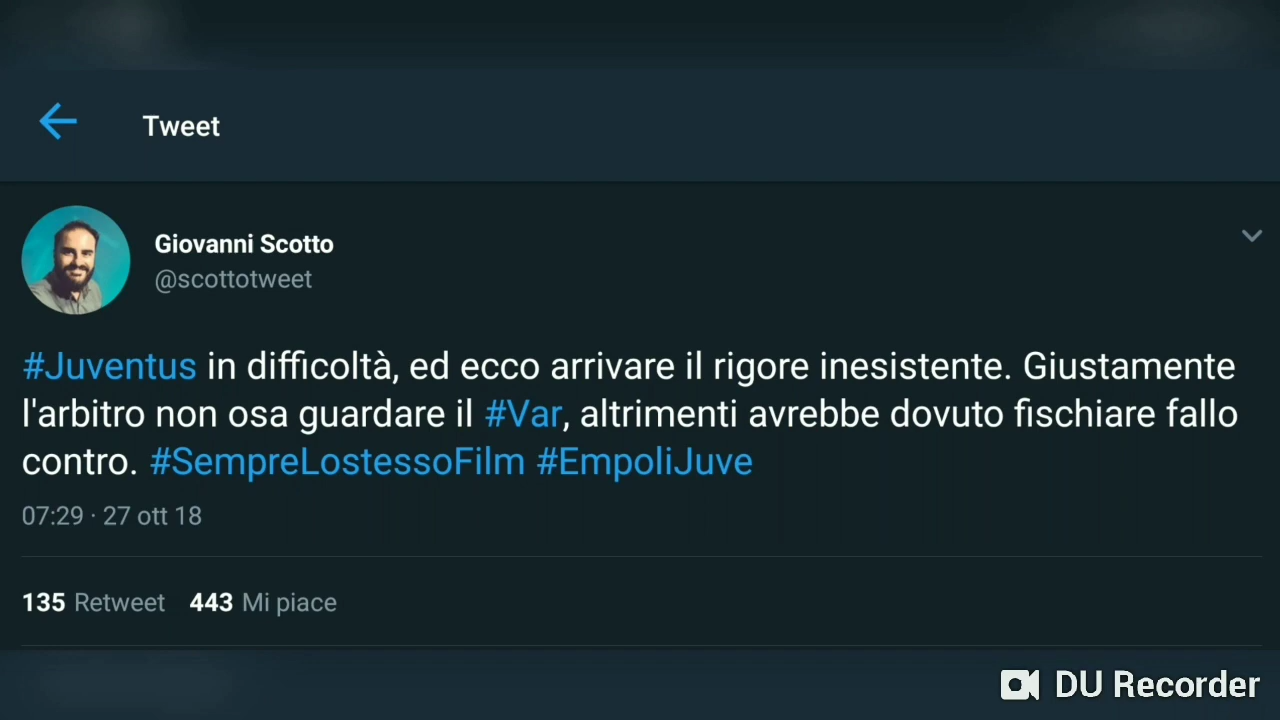 Tweet
Giovanni Scotto
@scottotweet
#Juventus in difficoltà, ed ecco arrivare il rigore inesistente. Giustamente
l'arbitro non osa guardare il #Var, altrimenti avrebbe dovuto fischiare fallo
contro. #SempreLostessoFilm #EmpoliJuve
07:29 · 27 ott 18
135 Retweet 443 Mi piace
DU Recorder